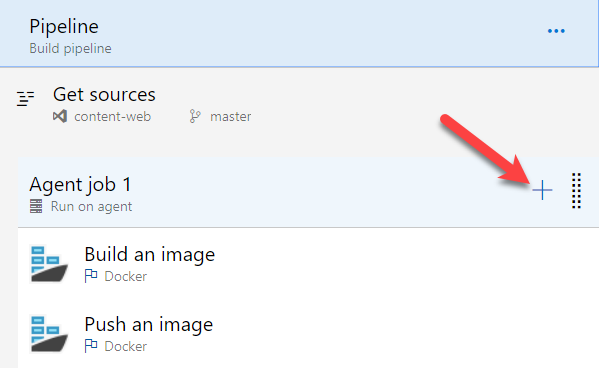 Pipeline
Build pipeline
Get sources
content-web master
Agent job 1
Run on agent
Build an image
Docker
Push an image
Docker